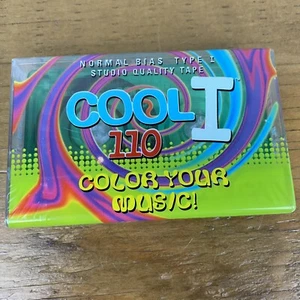 NORMAL BIAS TYPE I
STUDIO QUALITY TAPE
COOL I
110
COLOR YOUR
MUSIC!